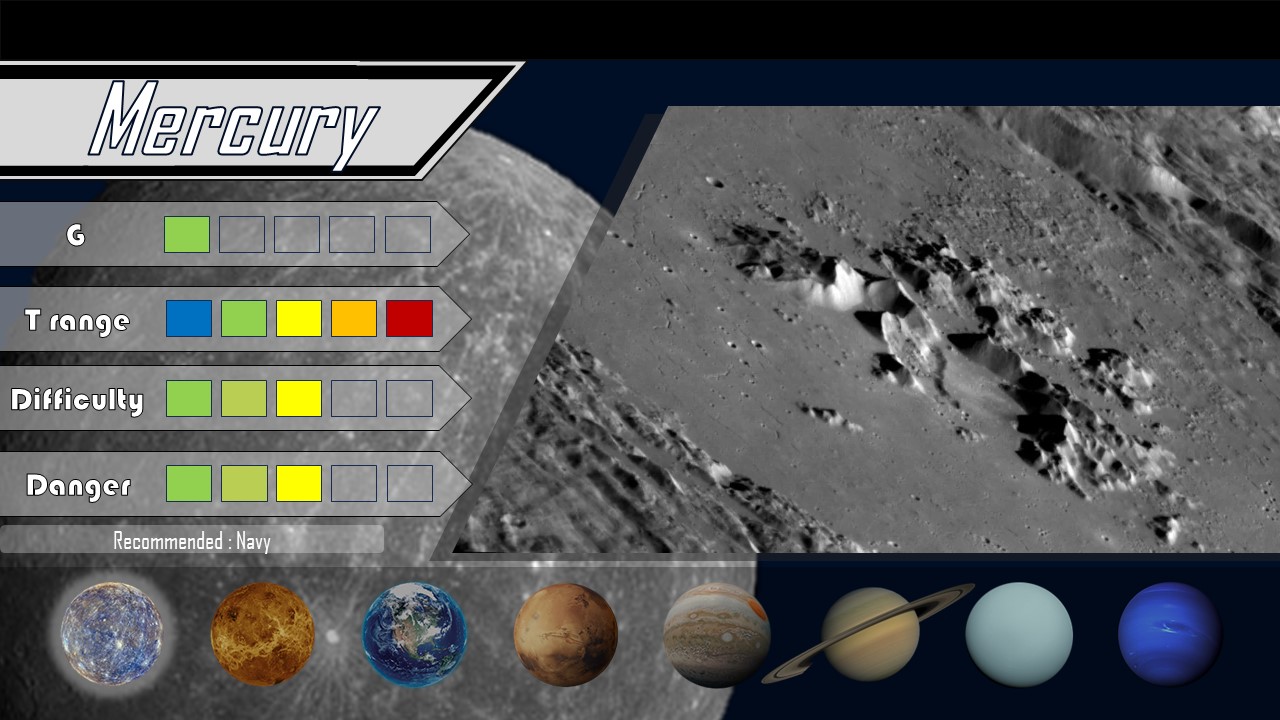 Mercury
G
T range
Difficulty
Danger
Recommended : Navy